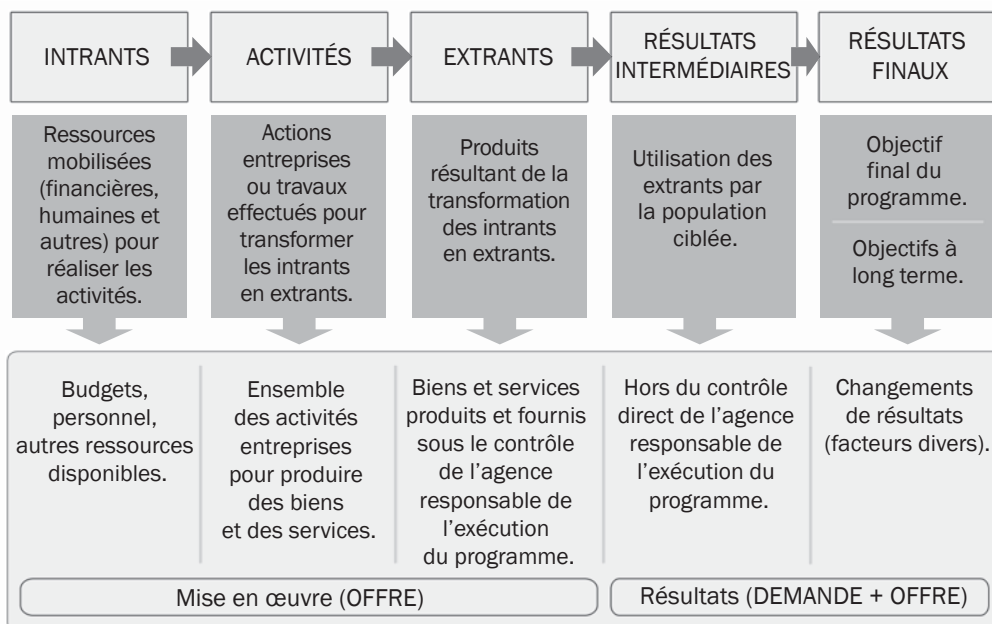 INTRANTS
ACTIVITÉS
EXTRANTS
RÉSULTATS
INTERMÉDIAIRES
RÉSULTATS
FINAUX
Ressources
mobilisées
(financières,
humaines et
autres) pour
réaliser les
activités.
Actions
entreprises
ou travaux
effectués pour
transformer
les intrants
en extrants.
Produits
résultant de la
transformation
des intrants
en extrants.
Utilisation des
extrants par
la population
ciblée.
Objectif
final du
programme.
Objectifs à
long terme.
Budgets,
personnel,
autres ressources
disponibles.
Ensemble
des activités
entreprises
pour produire
des biens
et des services.
Biens et services
produits et fournis
sous le contrôle
de l'agence
responsable de
l'exécution
du programme.
Hors du contrôle
direct de l'agence
responsable de
l'exécution du
programme.
Changements
de résultats
(facteurs divers).
Mise en œuvre (OFFRE)
Résultats (DEMANDE + OFFRE)